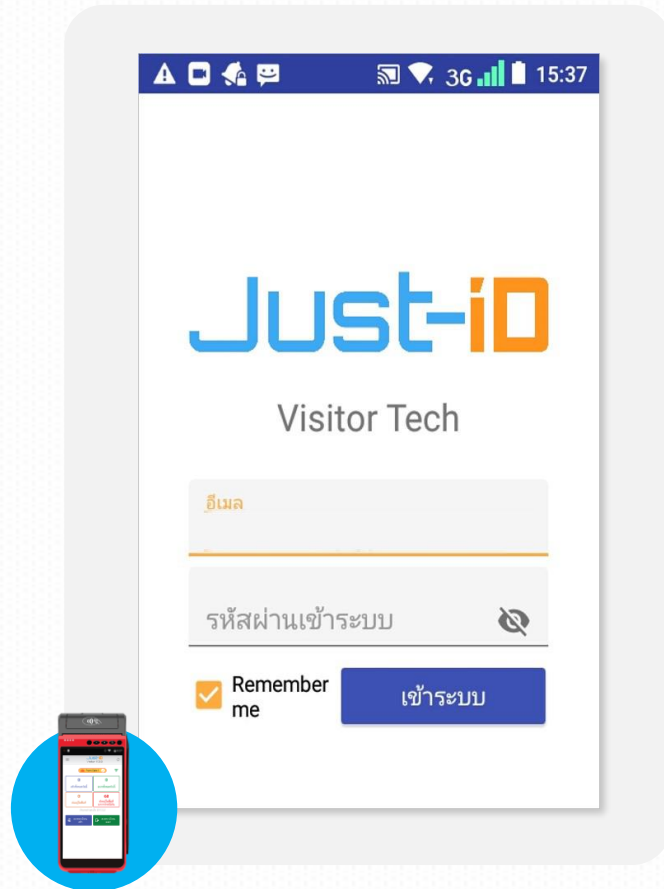 3G 15:37
Just-iD
Visitor Tech
อีเมล
รหัสผ่านเข้าระบบ
Remember
me
เข้าระบบ